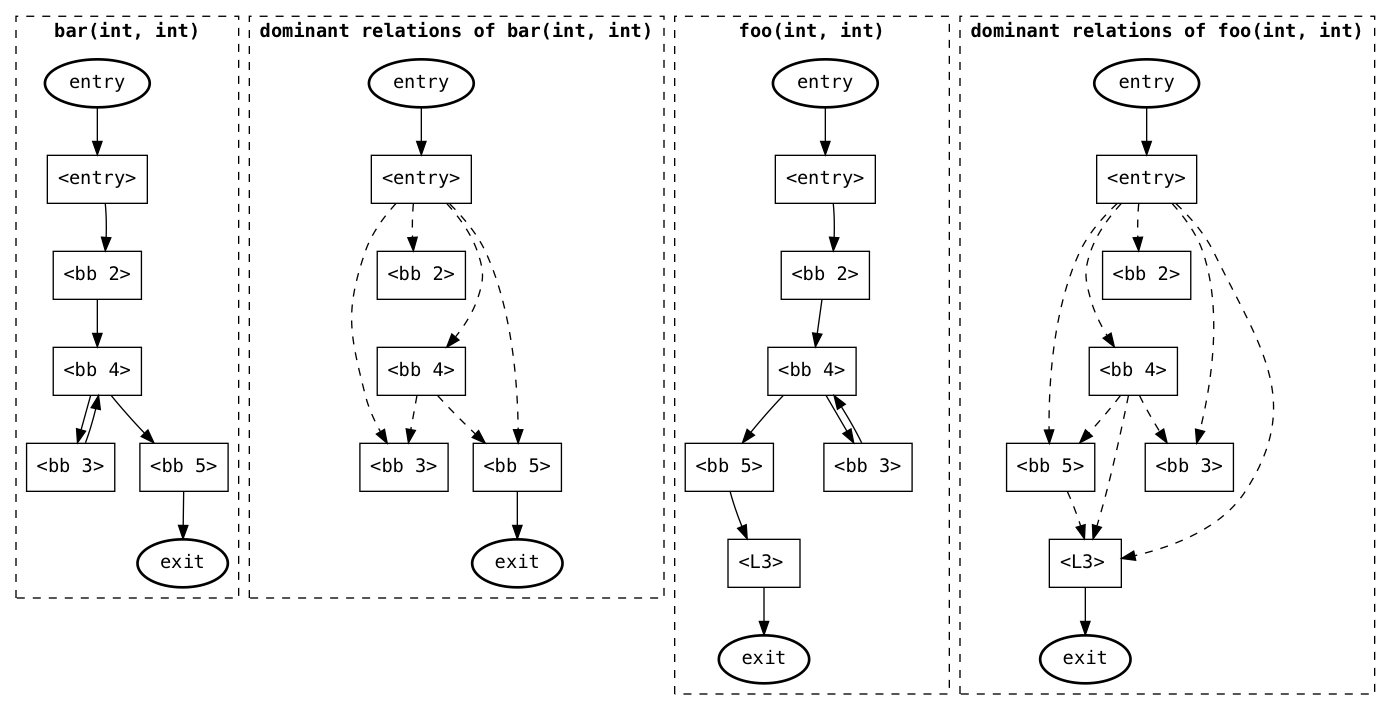 bar(int, int)
entry
<entry>
<bb 2>
<bb 4>
<bb 3>
<bb 5>
exit
dominant relations of bar(int, int)
entry
<entry>
<bb 2>
<bb 4>
<bb 3>
<bb 5>
exit
foo(int, int)
entry
<entry>
<bb 2>
<bb 4>
<bb 5>
<bb 3>
<L3>
exit
dominant relations of foo(int, int)
entry
<entry>
<bb 2>
<bb 4>
<bb 5>
<bb 3>
<L3>
exit